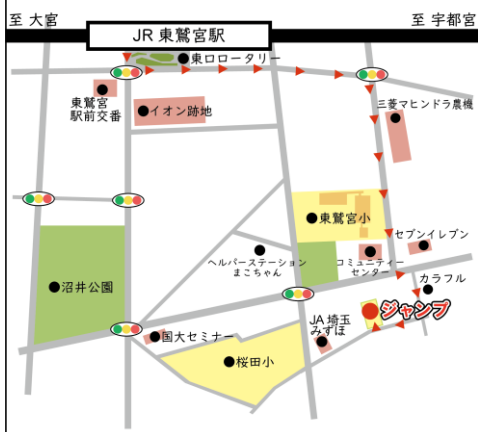 至 大宮
至 宇都宮
JR 東鷲宮駅
東口ロータリー
東鷲宮
駅前交番
イオン跡地
三菱マヒンドラ農機
東鷲宮小
セブンイレブン
ヘルパーステーション
まこちゃん
コミュニティー
センター
カラフル
沼井公園
ジャンプ
JA 埼玉
みずほ
国大セミナー
桜田小